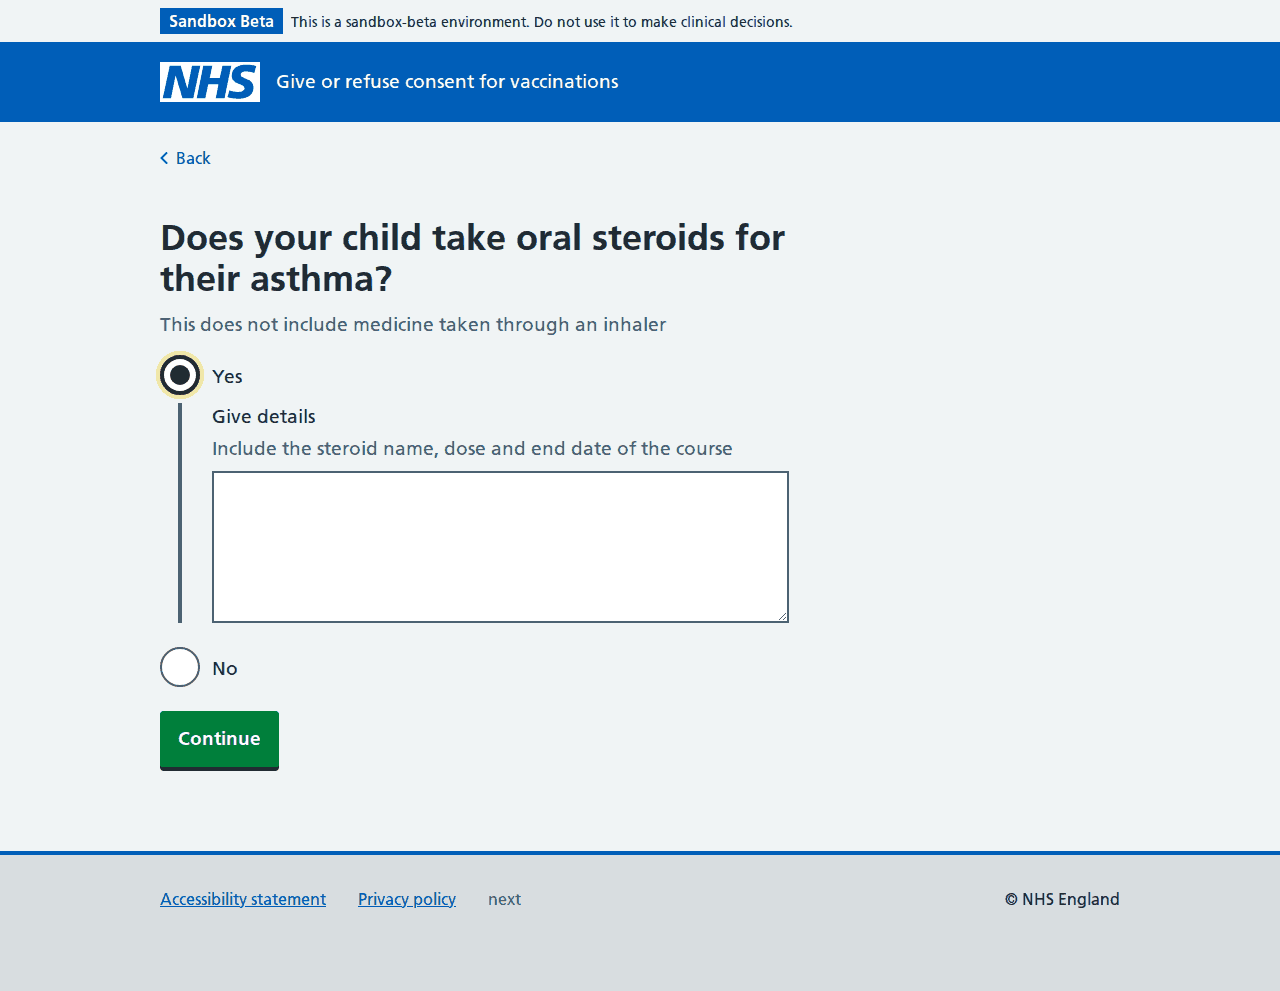 Sandbox Beta This is a sandbox-beta environment. Do not use it to make clinical decisions.
NHS Give or refuse consent for vaccinations
Back
Does your child take oral steroids for
their asthma?
This does not include medicine taken through an inhaler
Yes
Give details
Include the steroid name, dose and end date of the course
No
Continue
Accessibility statement Privacy policy next © NHS England